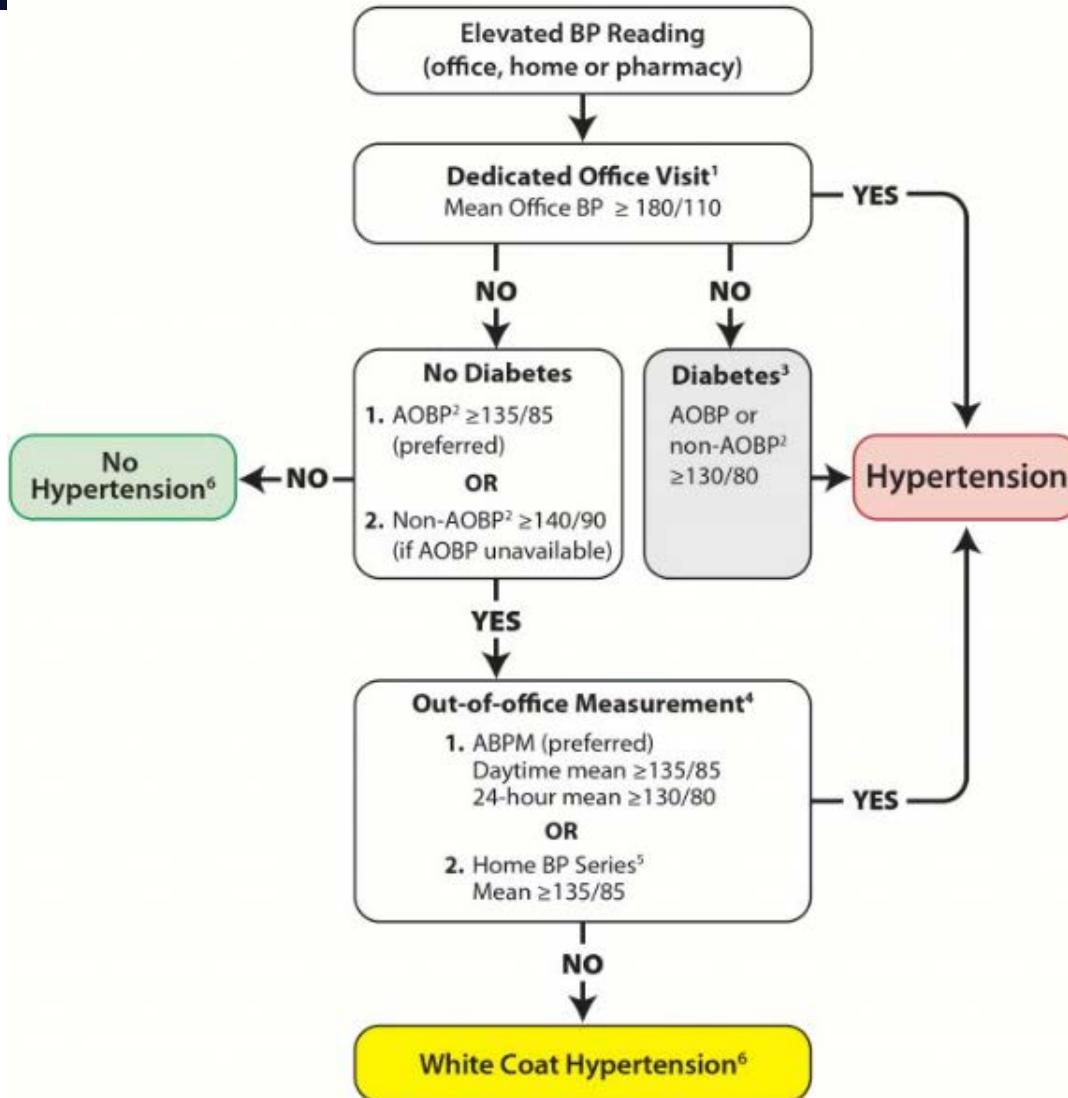 Elevated BP Reading
(office, home or pharmacy)
Dedicated Office Visit¹
Mean Office BP ≥ 180/110
YES
NO
NO
No Diabetes
1. AOBP² ≥135/85
(preferred)
OR
2. Non-AOBP² ≥140/90
(if AOBP unavailable)
Diabetes³
AOBP or
non-AOBP²
≥130/80
No
Hypertension⁶
NO
Hypertension
YES
Out-of-office Measurement⁴
1. ABPM (preferred)
Daytime mean ≥135/85
24-hour mean ≥130/80
OR
2. Home BP Series⁵
Mean ≥135/85
YES
NO
White Coat Hypertension⁶